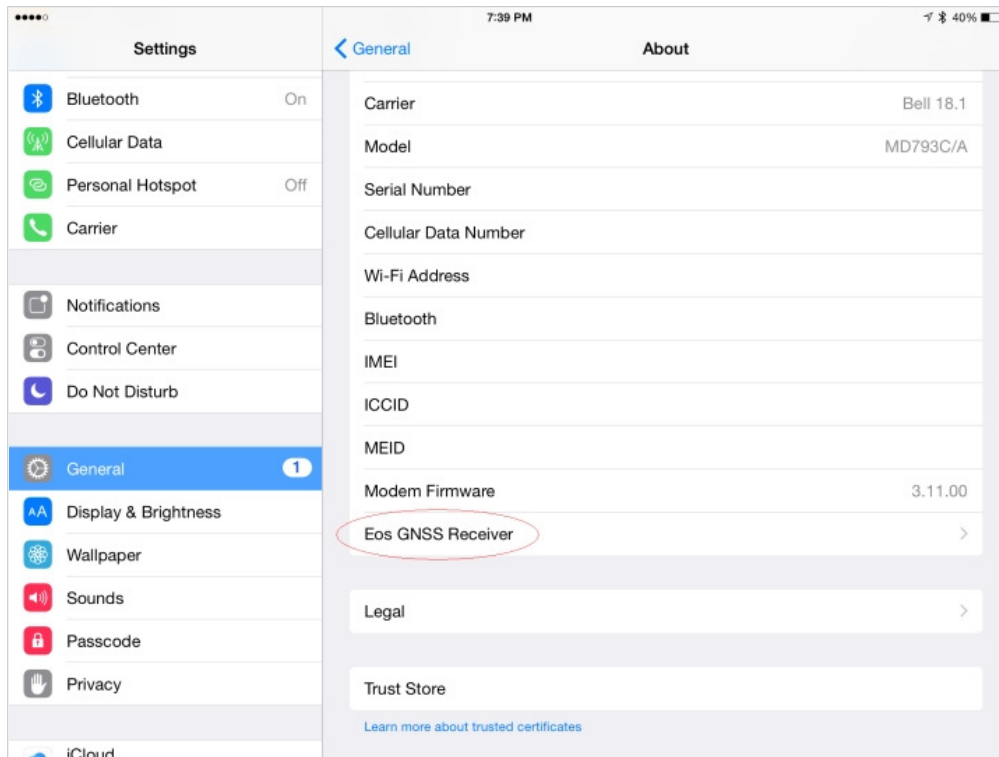 7:39 PM
40%
Settings
General
About
Bluetooth On
Cellular Data
Personal Hotspot Off
Carrier
Notifications
Control Center
Do Not Disturb
General 1
AA Display & Brightness
Wallpaper
Sounds
Passcode
Privacy
iCloud
Carrier Bell 18.1
Model MD793C/A
Serial Number
Cellular Data Number
Wi-Fi Address
Bluetooth
IMEI
ICCID
MEID
Modem Firmware 3.11.00
Eos GNSS Receiver
Legal
Trust Store
Learn more about trusted certificates